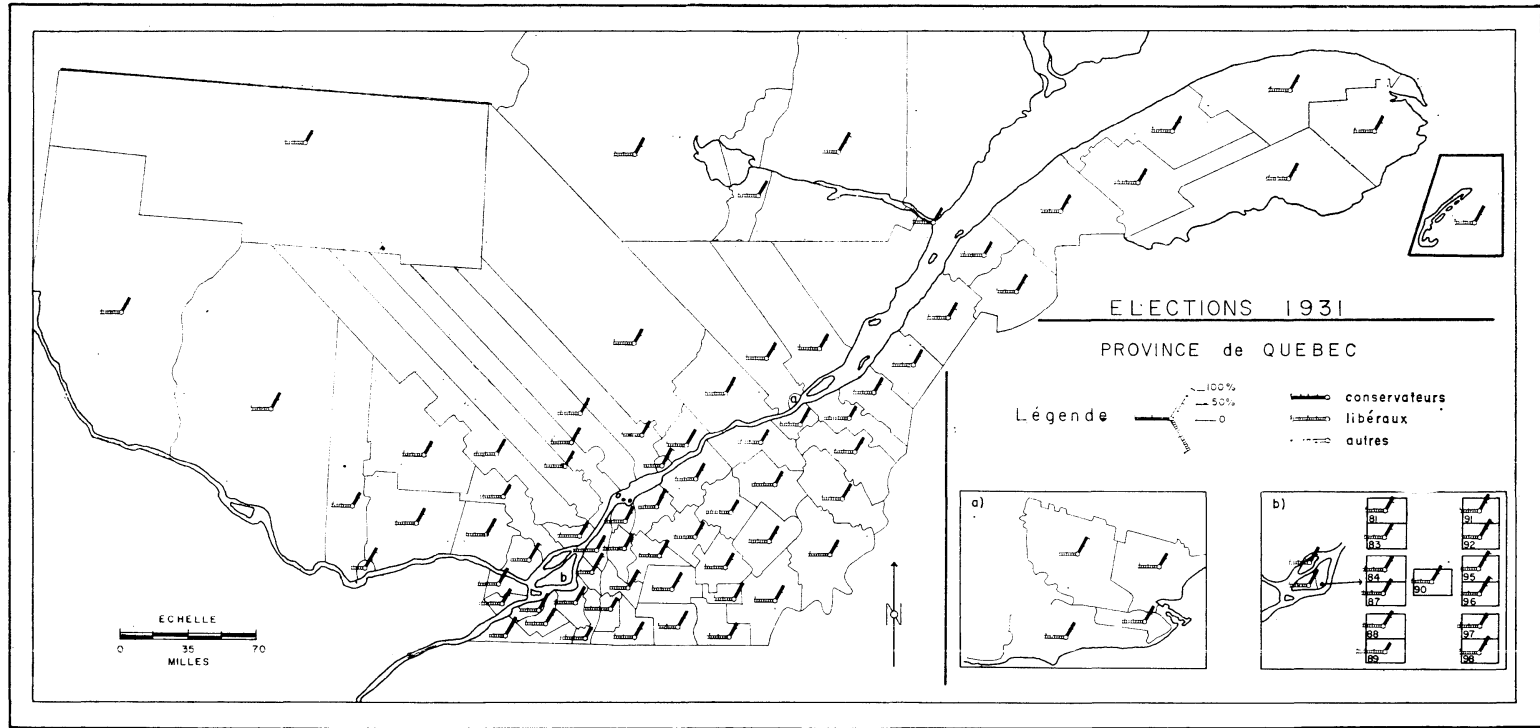 ELECTIONS 1931
PROVINCE de QUEBEC
Légende
100%
50%
0
conservateurs
libéraux
autres
a
b
N
ECHELLE
0 35 70
MILLES
a)
b)
81
83
84
87
88
89
90
91
92
95
96
97
98